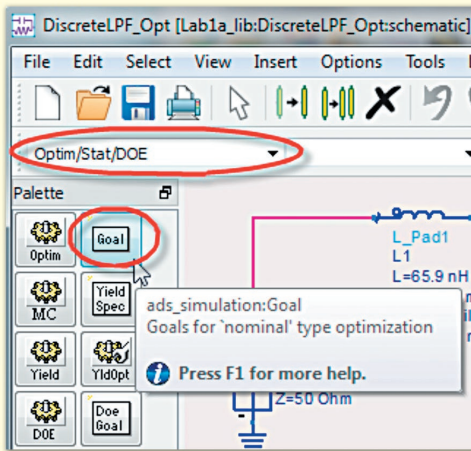 DiscreteLPF_Opt [Lab1a_lib:DiscreteLPF_Opt:schematic]
File Edit Select View Insert Options Tools
Optim/Stat/DOE
Palette
Optim
Goal
MC
Yield Spec
Yield
YldOpt
DOE
Doe Goal
L_Pad1
L1
L=65.9 nH
ads_simulation:Goal
Goals for `nominal' type optimization
Press F1 for more help.
Z=50 Ohm